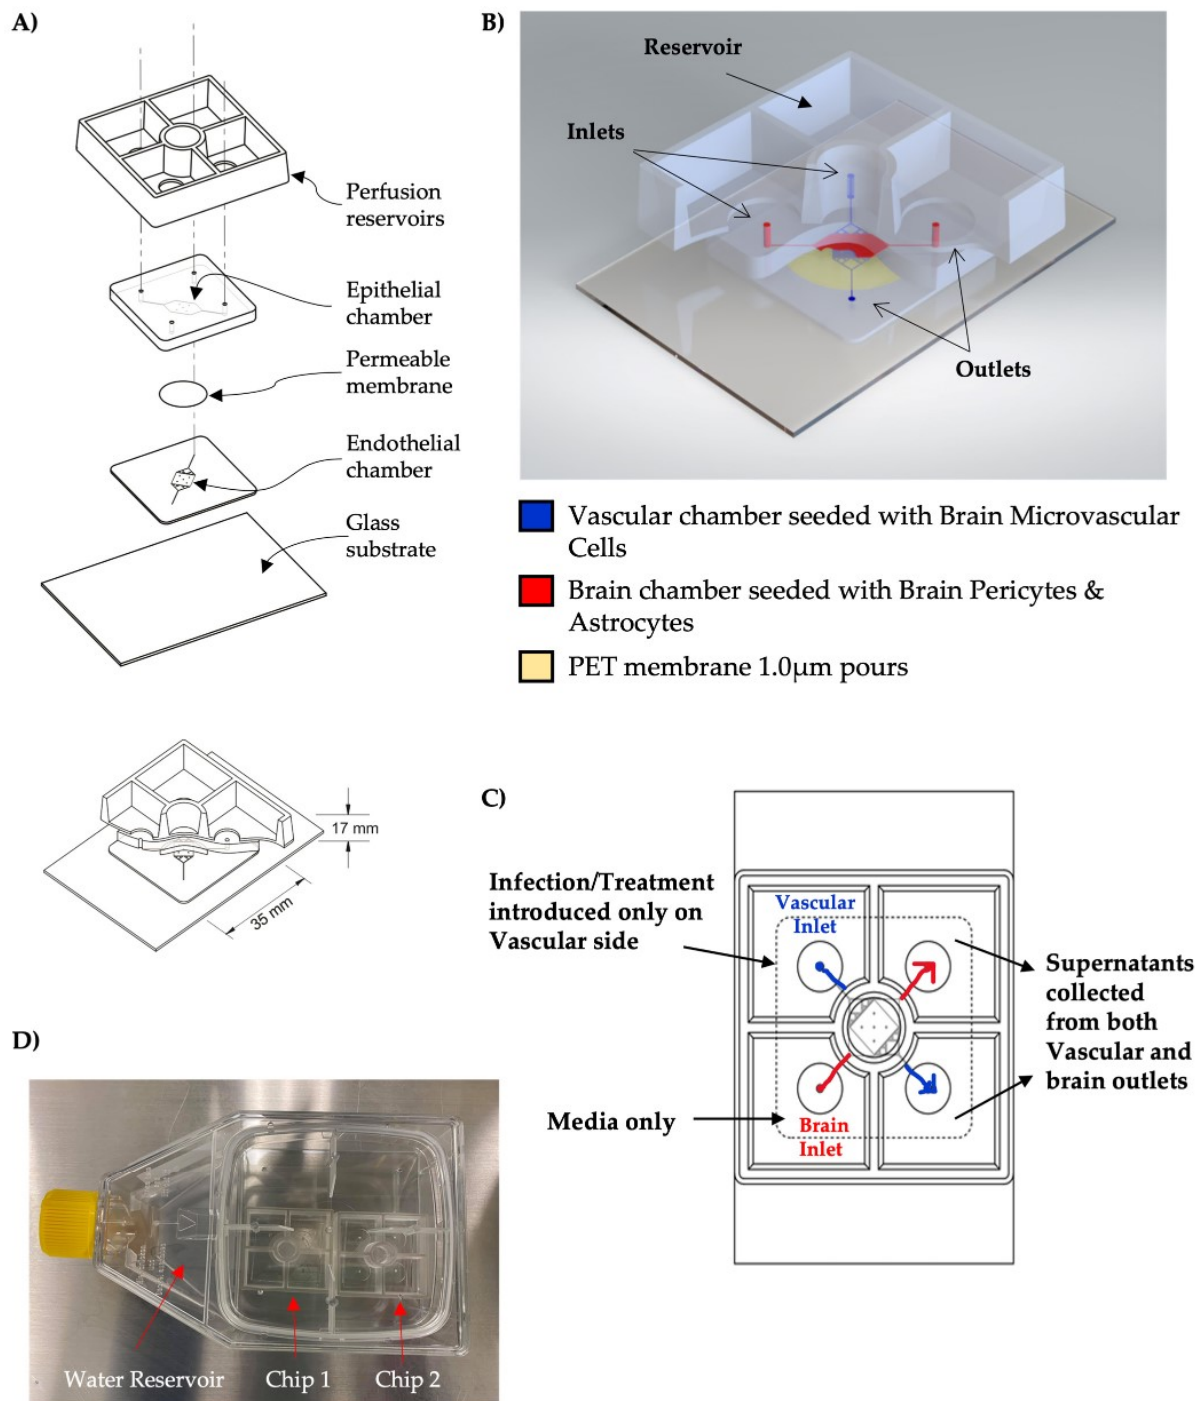 A)
Perfusion
reservoirs
Epithelial
chamber
Permeable
membrane
Endothelial
chamber
Glass
substrate
17 mm
35 mm
B)
Reservoir
Inlets
Outlets
Vascular chamber seeded with Brain Microvascular
Cells
Brain chamber seeded with Brain Pericytes &
Astrocytes
PET membrane 1.0µm pours
C)
Infection/Treatment
introduced only on
Vascular side
Vascular
Inlet
Supernatants
collected
from both
Vascular and
brain outlets
Media only
Brain
Inlet
D)
Water Reservoir
Chip 1
Chip 2